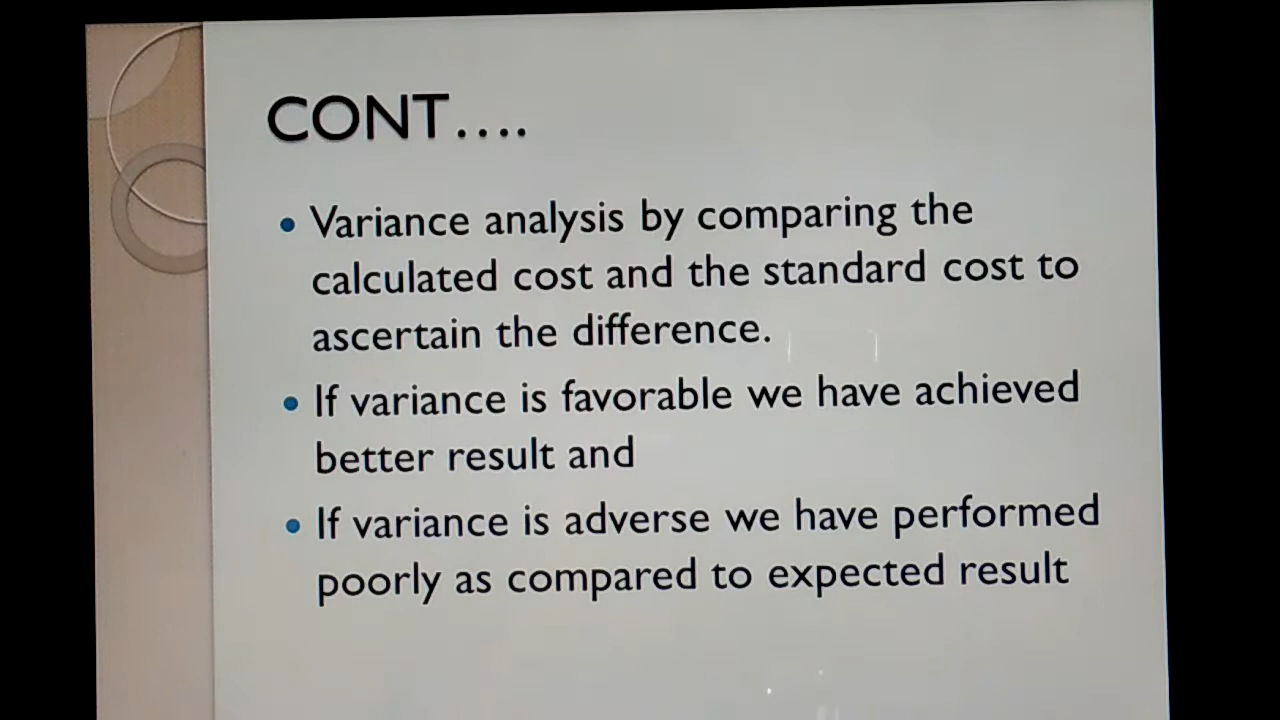 CONT....
• Variance analysis by comparing the
calculated cost and the standard cost to
ascertain the difference.
• If variance is favorable we have achieved
better result and
• If variance is adverse we have performed
poorly as compared to expected result